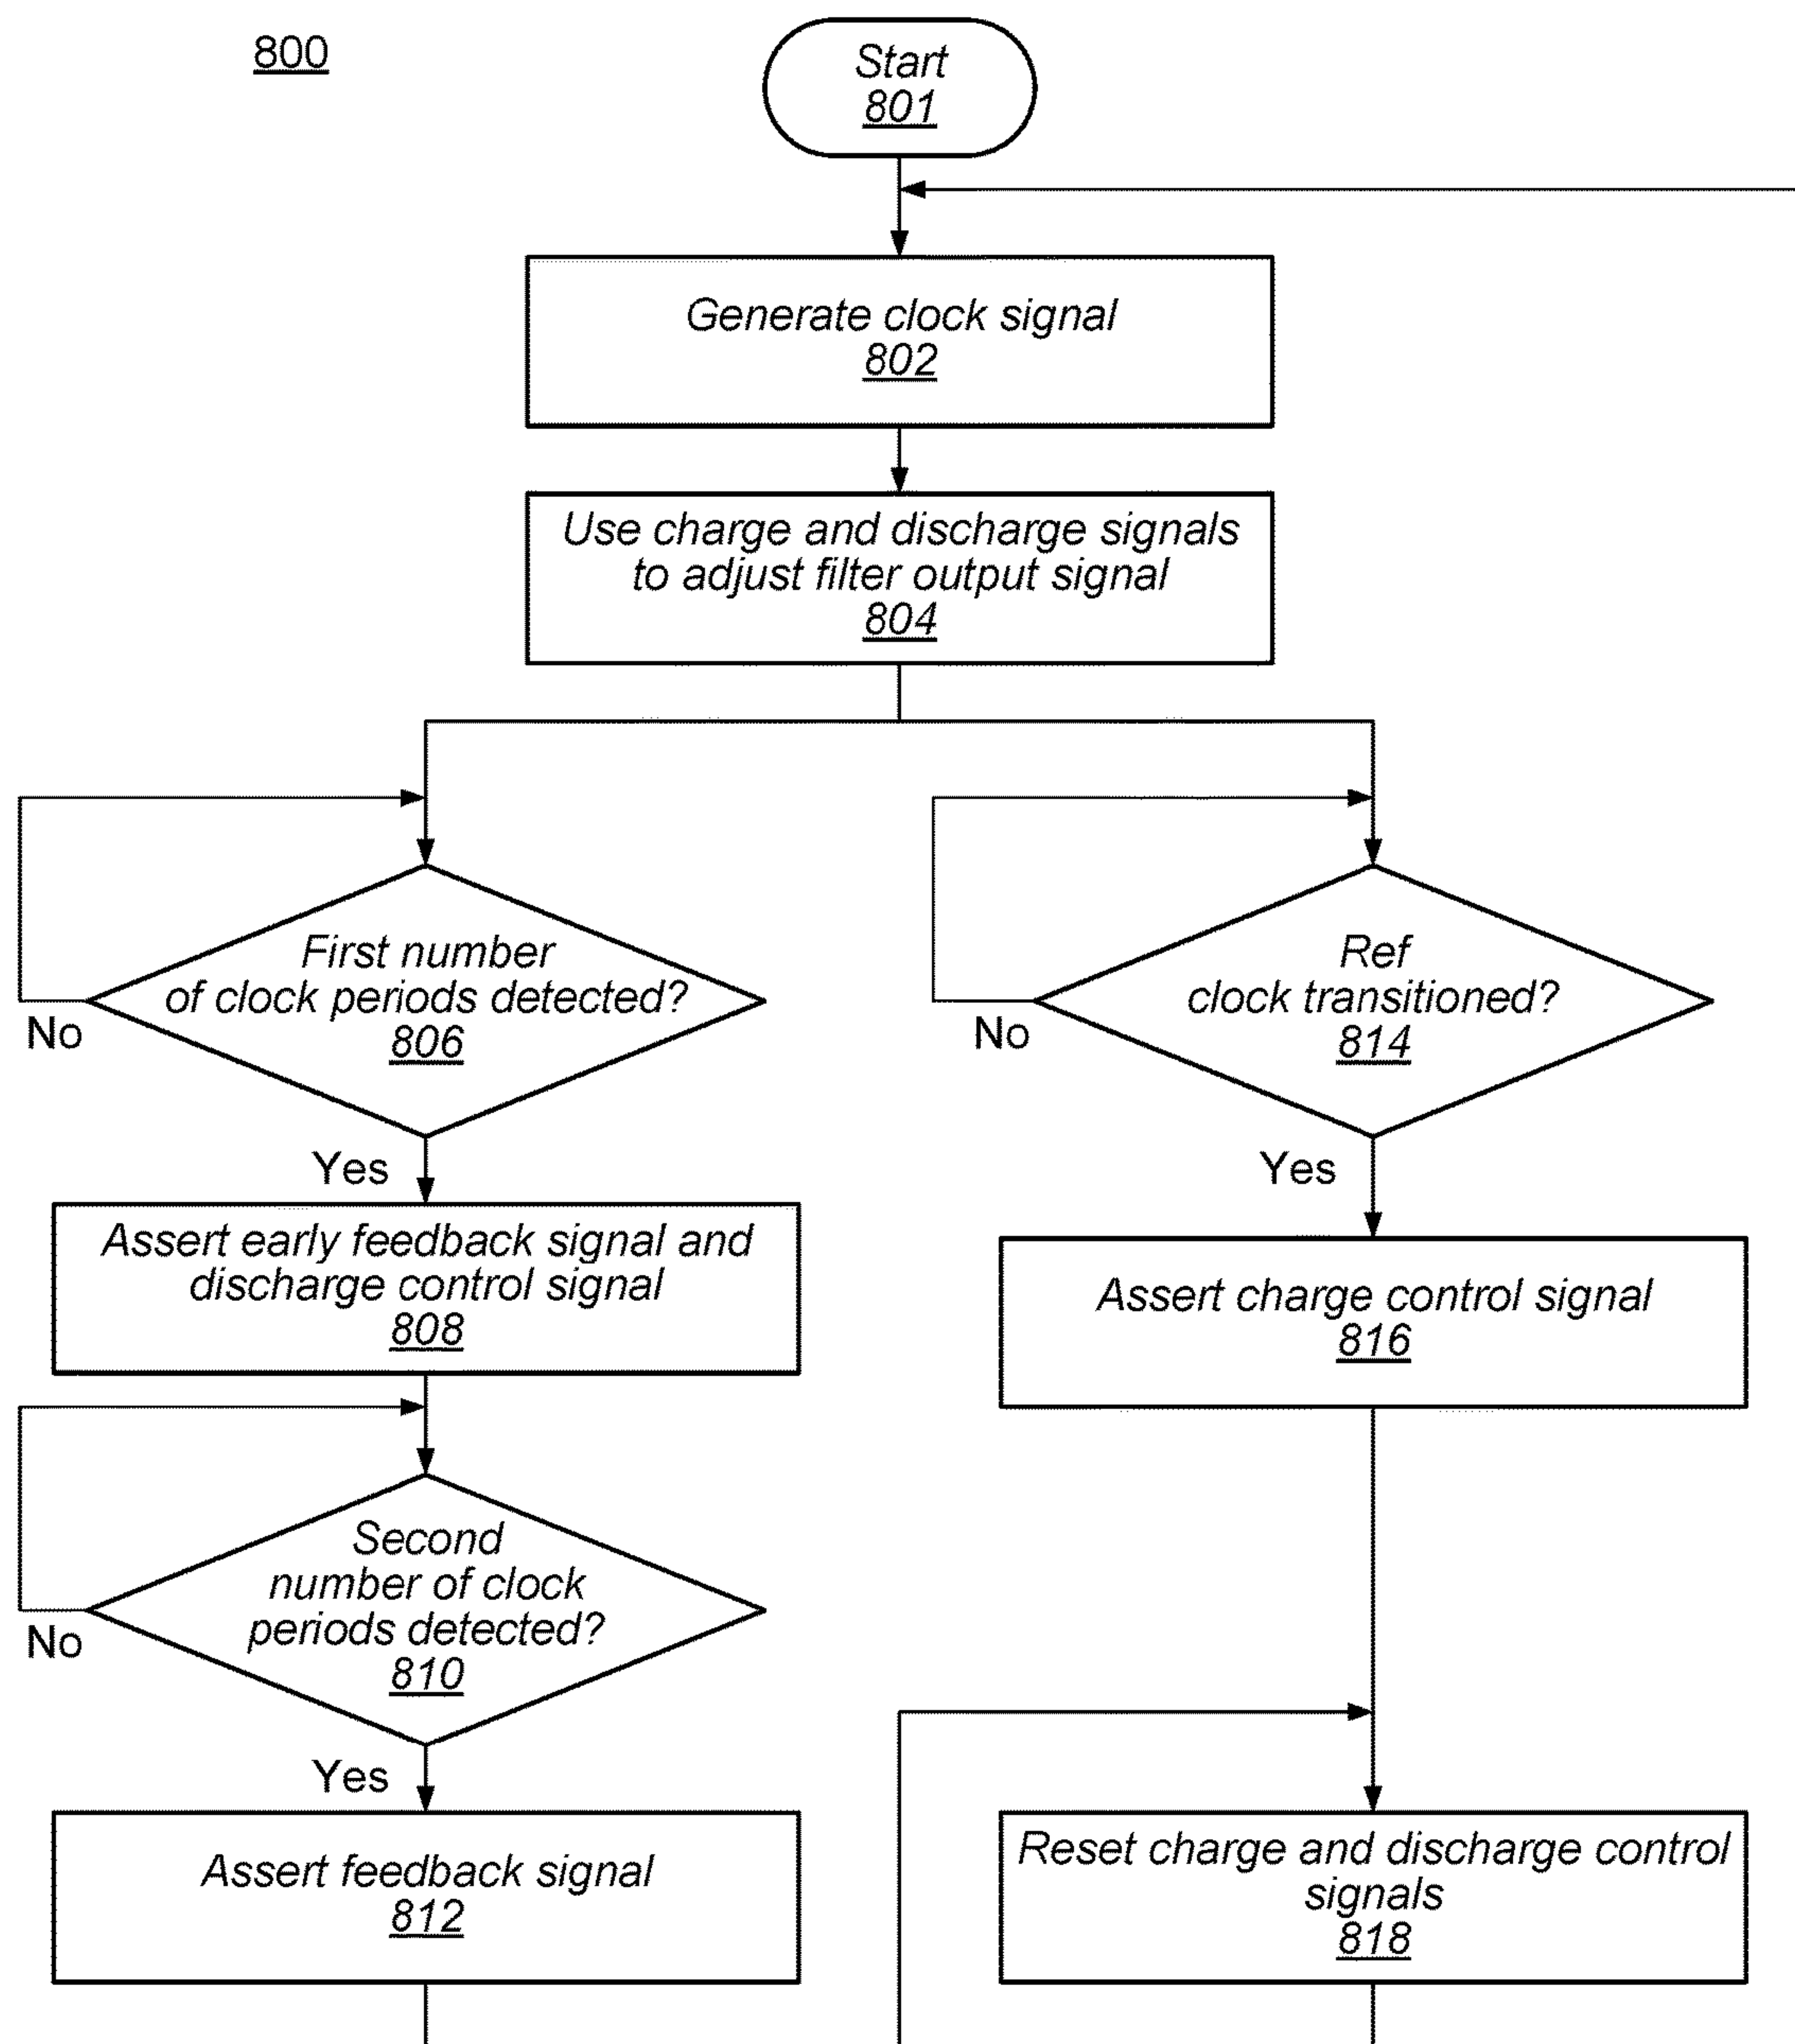 800
Start
801
Generate clock signal
802
Use charge and discharge signals
to adjust filter output signal
804
First number
of clock periods detected?
806
No
Yes
Assert early feedback signal and
discharge control signal
808
Second
number of clock
periods detected?
810
No
Yes
Assert feedback signal
812
Ref
clock transitioned?
814
No
Yes
Assert charge control signal
816
Reset charge and discharge control
signals
818